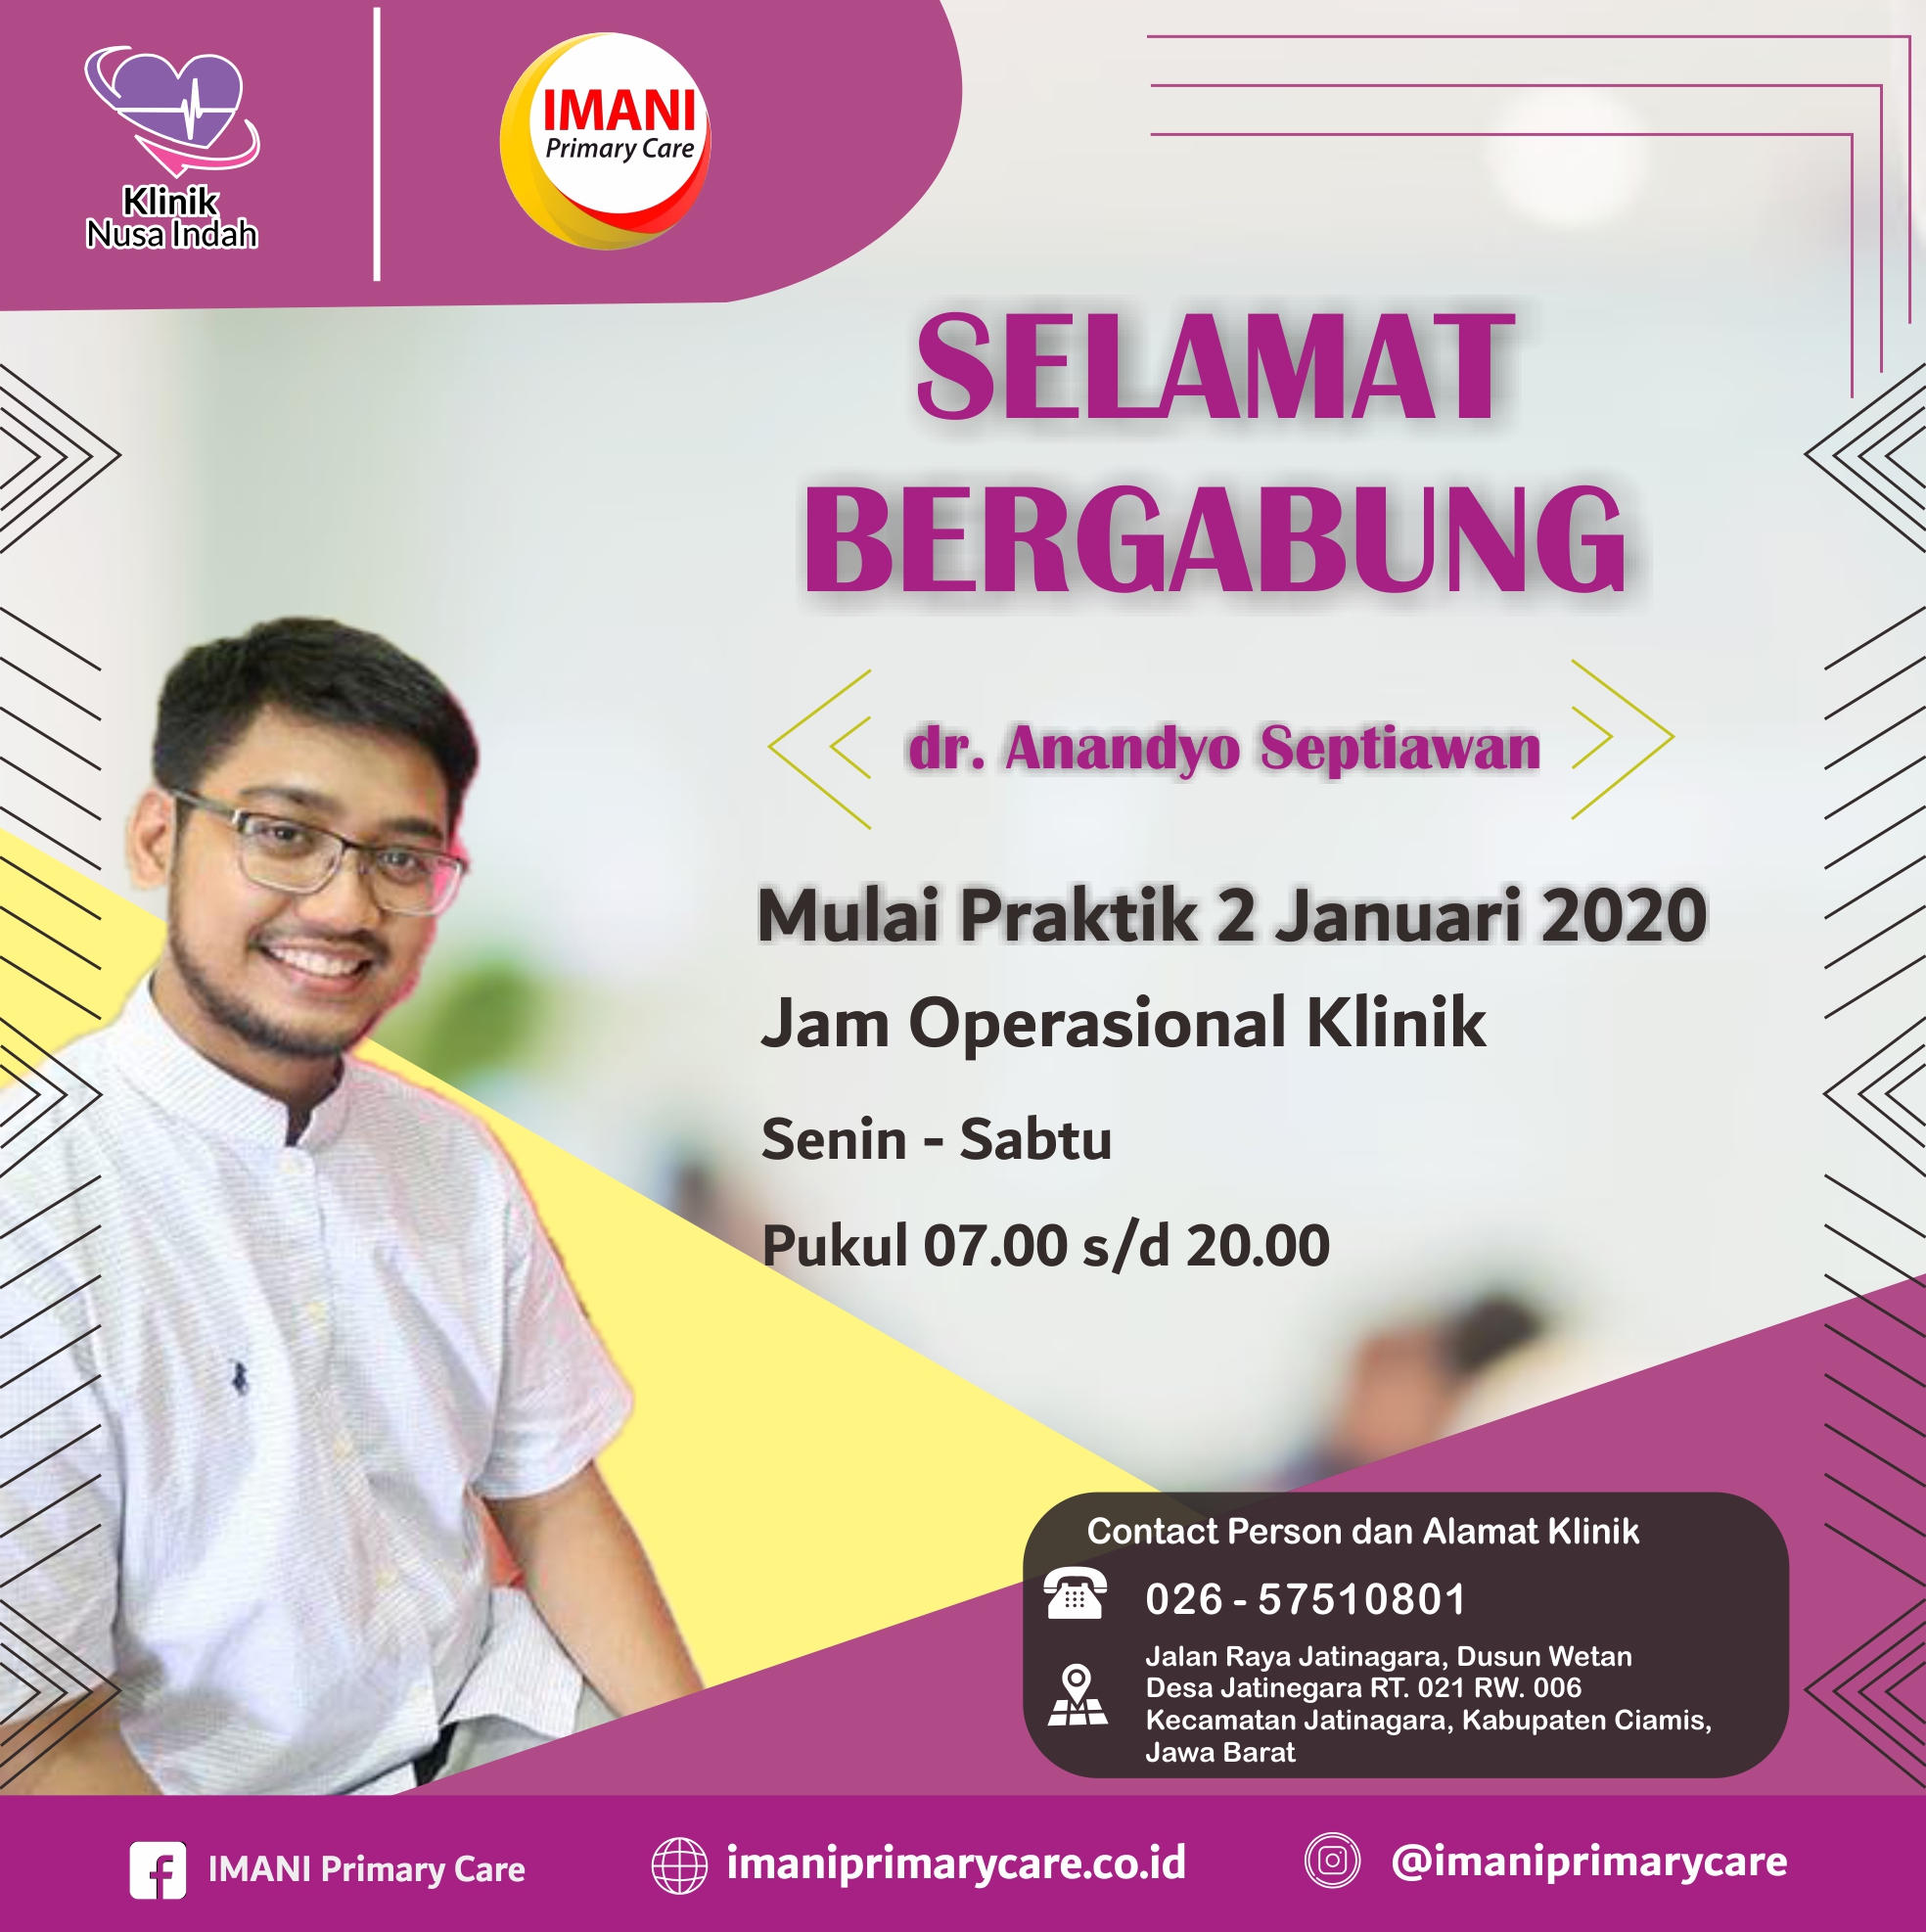 Klinik
Nusa Indah
IMANI
Primary Care
SELAMAT
BERGABUNG
dr. Anandyo Septiawan
Mulai Praktik 2 Januari 2020
Jam Operasional Klinik
Senin - Sabtu
Pukul 07.00 s/d 20.00
Contact Person dan Alamat Klinik
026 - 57510801
Jalan Raya Jatinagara, Dusun Wetan
Desa Jatinegara RT. 021 RW. 006
Kecamatan Jatinagara, Kabupaten Ciamis,
Jawa Barat
IMANI Primary Care
imaniprimarycare.co.id
@imaniprimarycare